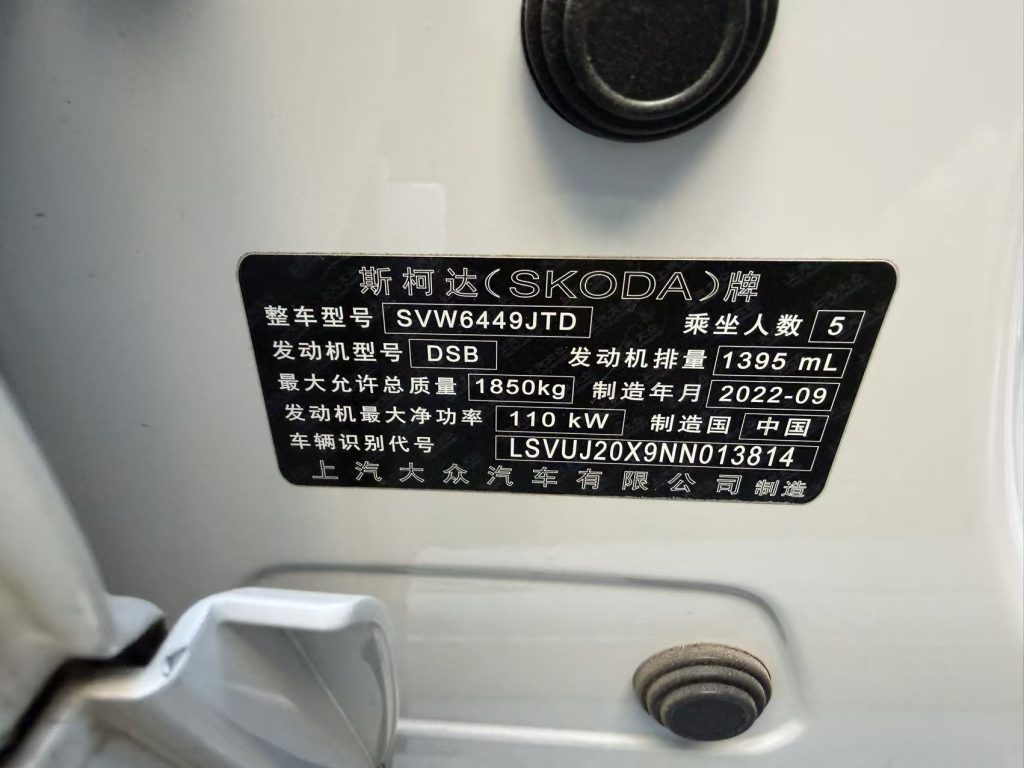 斯柯达(SKODA)牌
整车型号 SVW6449JTD 乘坐人数 5
发动机型号 DSB 发动机排量 1395 mL
最大允许总质量 1850kg 制造年月 2022-09
发动机最大净功率 110 kW 制造国 中国
车辆识别代号 LSVUJ20X9NN013814
上汽大众汽车有限公司 制造